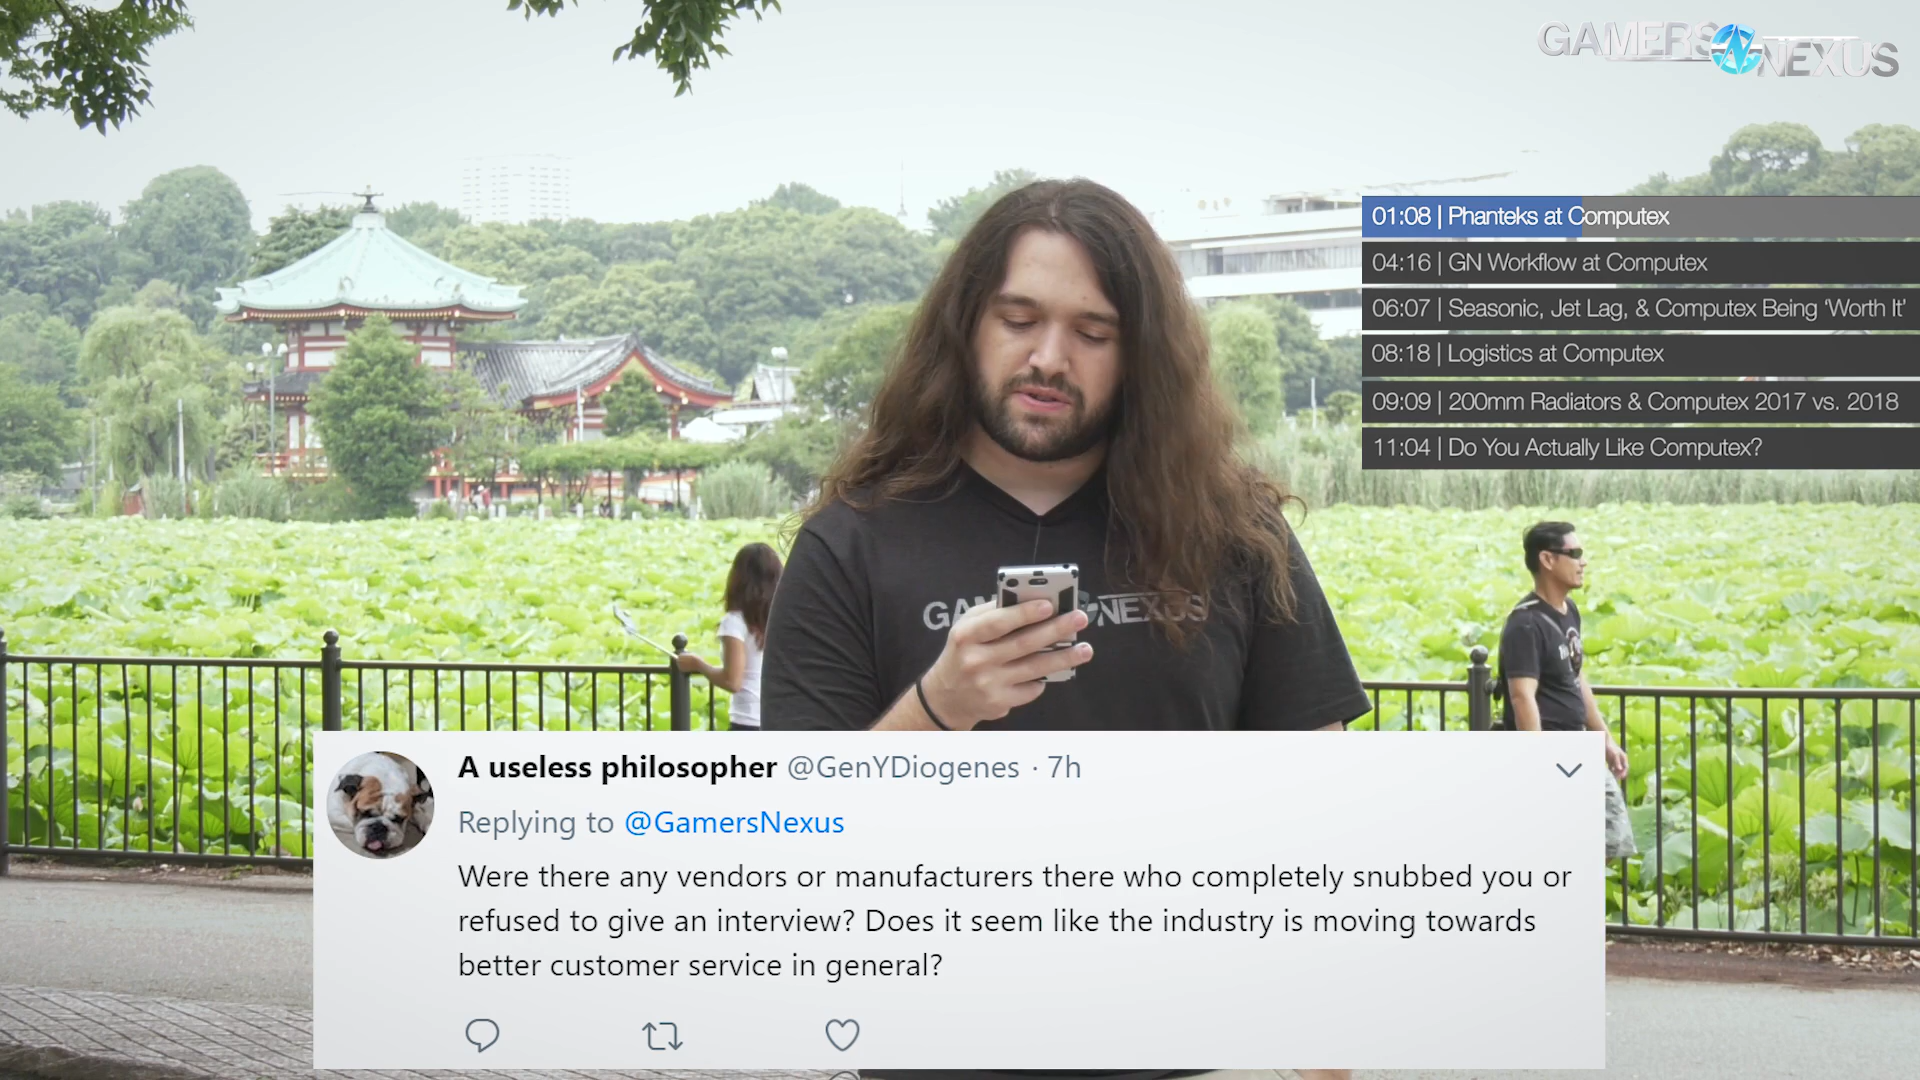 GAMERS NEXUS
01:08 | Phanteks at Computex
04:16 | GN Workflow at Computex
06:07 | Seasonic, Jet Lag, & Computex Being 'Worth It'
08:18 | Logistics at Computex
09:09 | 200mm Radiators & Computex 2017 vs. 2018
11:04 | Do You Actually Like Computex?
NEXUS
A useless philosopher @GenYDiogenes · 7h
Replying to @GamersNexus
Were there any vendors or manufacturers there who completely snubbed you or
refused to give an interview? Does it seem like the industry is moving towards
better customer service in general?